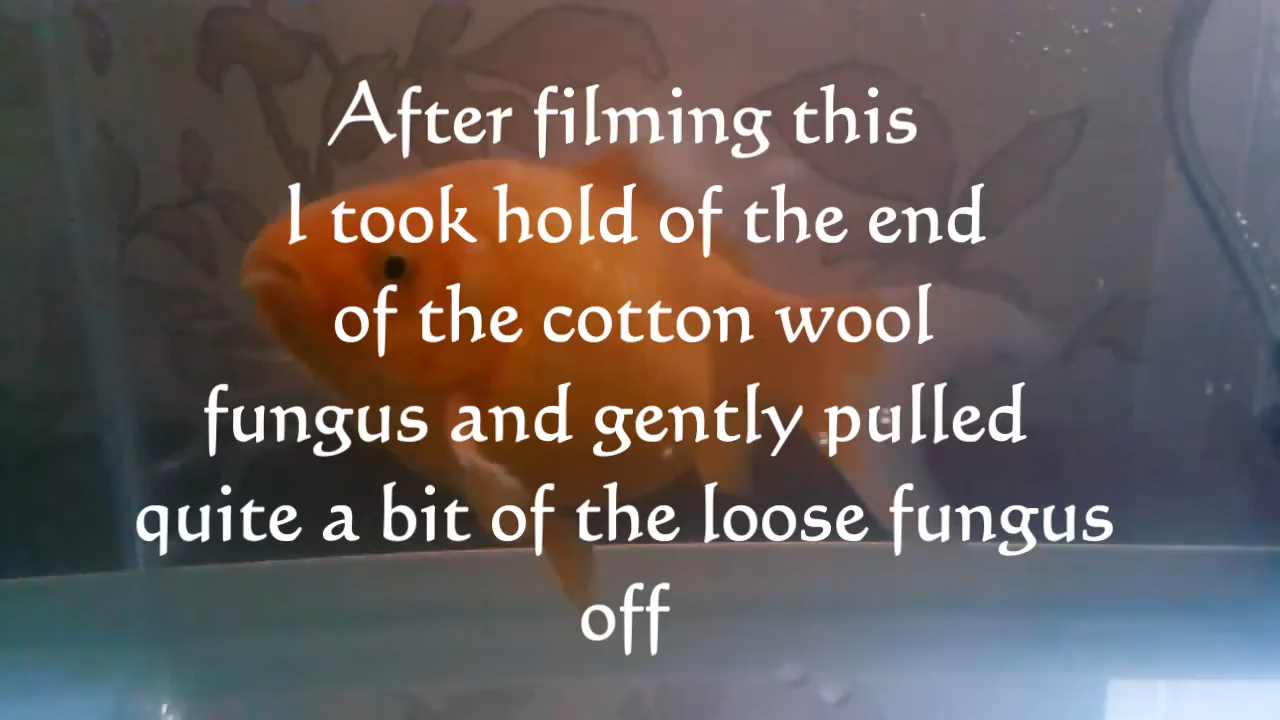 After filming this
I took hold of the end
of the cotton wool
fungus and gently pulled
quite a bit of the loose fungus
off